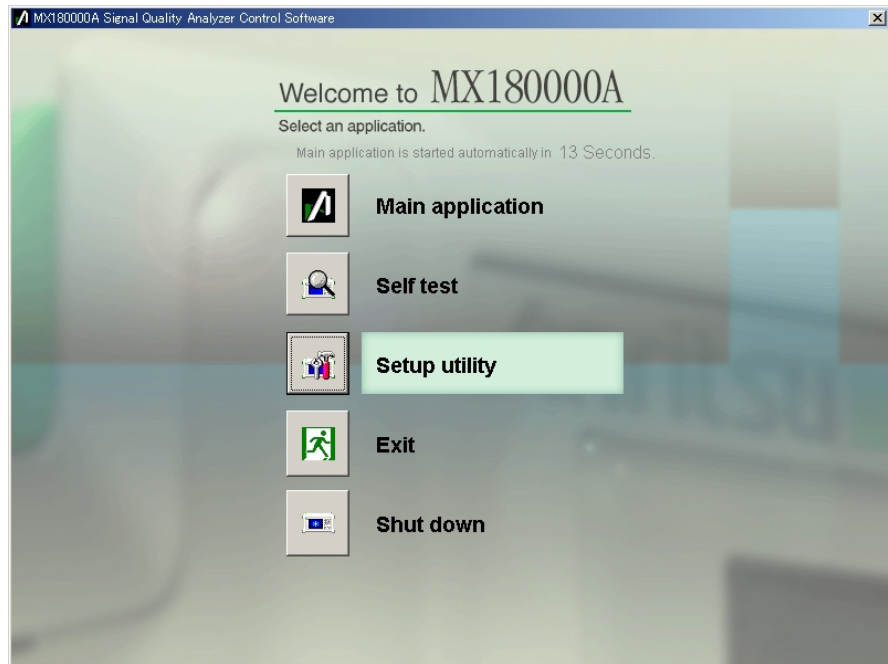 MX180000A Signal Quality Analyzer Control Software
Welcome to MX180000A
Select an application.
Main application is started automatically in 13 Seconds.
Main application
Self test
Setup utility
Exit
Shut down